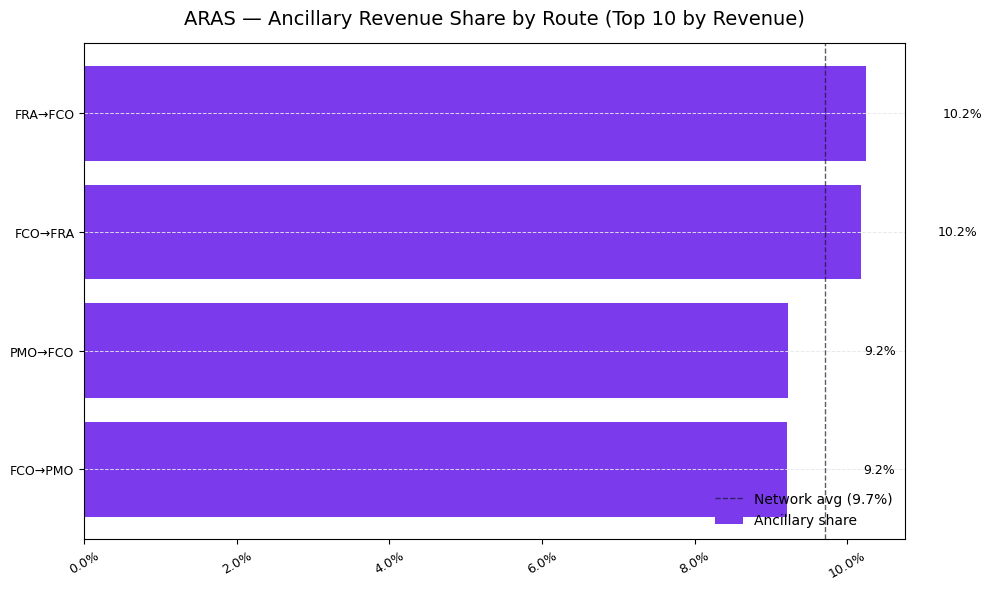 ARAS — Ancillary Revenue Share by Route (Top 10 by Revenue)
FRA→FCO
10.2%
FCO→FRA
10.2%
PMO→FCO
9.2%
FCO→PMO
9.2%
Network avg (9.7%)
Ancillary share
0.0%
2.0%
4.0%
6.0%
8.0%
10.0%